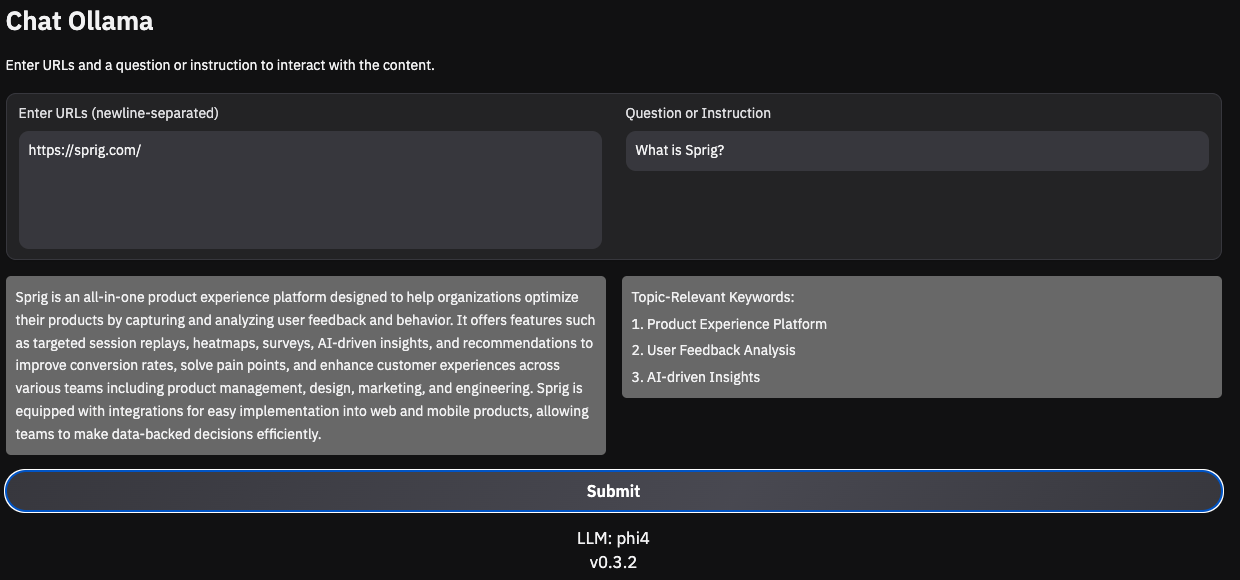 Chat Ollama
Enter URLs and a question or instruction to interact with the content.
Enter URLs (newline-separated)
https://sprig.com/
Question or Instruction
What is Sprig?
Sprig is an all-in-one product experience platform designed to help organizations optimize
their products by capturing and analyzing user feedback and behavior. It offers features such
as targeted session replays, heatmaps, surveys, AI-driven insights, and recommendations to
improve conversion rates, solve pain points, and enhance customer experiences across
various teams including product management, design, marketing, and engineering. Sprig is
equipped with integrations for easy implementation into web and mobile products, allowing
teams to make data-backed decisions efficiently.
Topic-Relevant Keywords:
1. Product Experience Platform
2. User Feedback Analysis
3. AI-driven Insights
Submit
LLM: phi4
v0.3.2